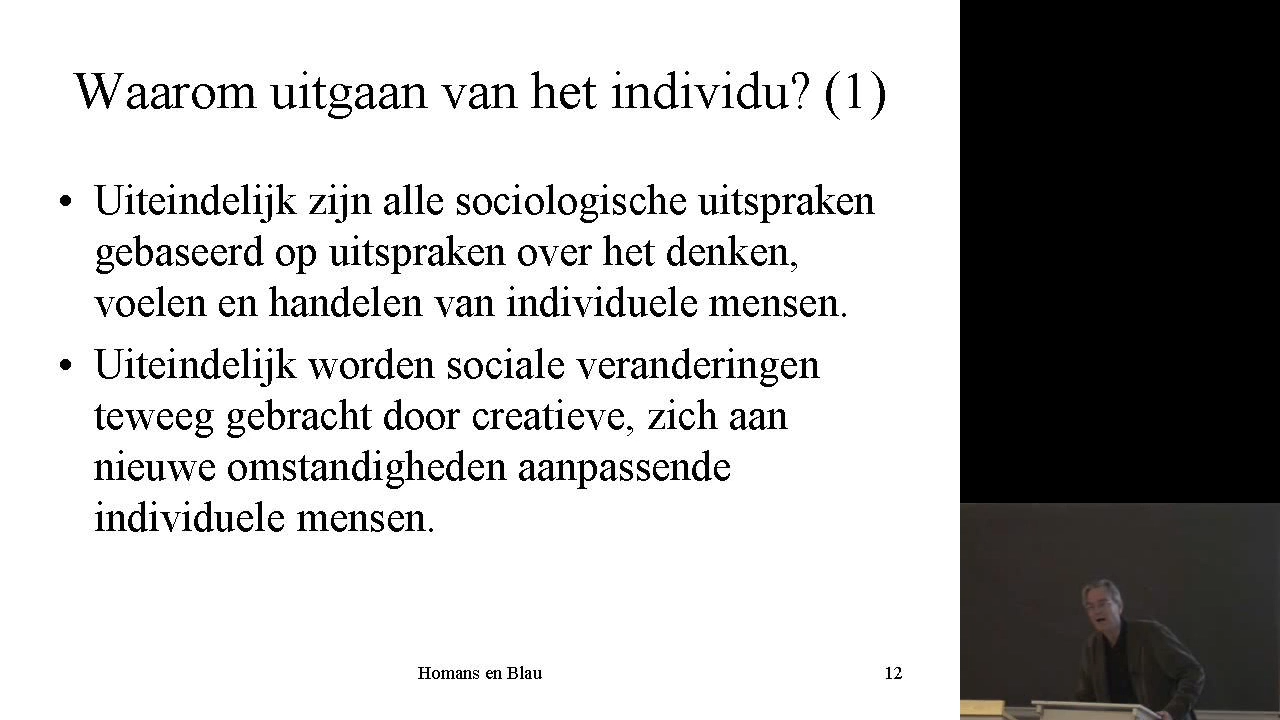 Waarom uitgaan van het individu? (1)
• Uiteindelijk zijn alle sociologische uitspraken
gebaseerd op uitspraken over het denken,
voelen en handelen van individuele mensen.
• Uiteindelijk worden sociale veranderingen
teweeg gebracht door creatieve, zich aan
nieuwe omstandigheden aanpassende
individuele mensen.
Homans en Blau
12